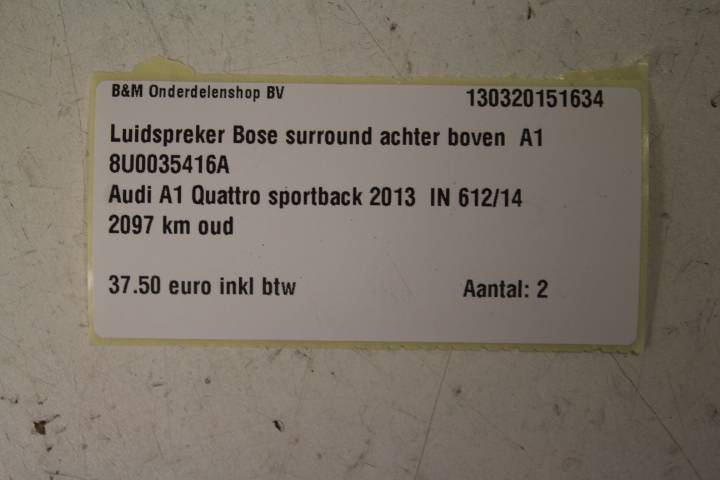 B&M Onderdelenshop BV 130320151634
Luidspreker Bose surround achter boven A1
8U0035416A
Audi A1 Quattro sportback 2013 IN 612/14
2097 km oud
37.50 euro inkl btw Aantal: 2